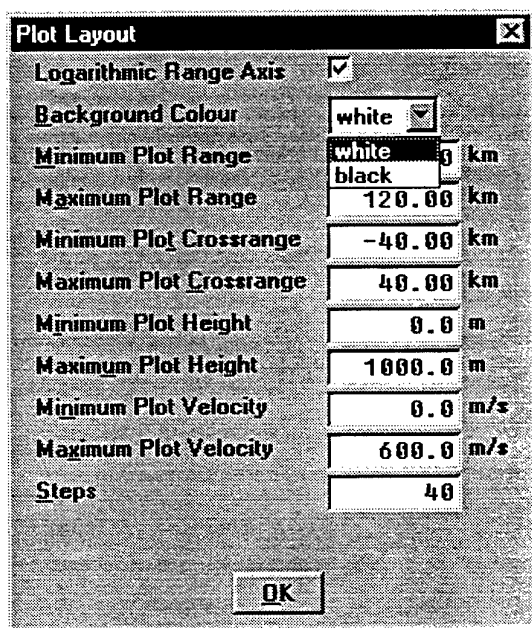 Plot Layout
Logarithmic Range Axis
Background Colour white
Minimum Plot Range 0 km
white
black
Maximum Plot Range 120.00 km
Minimum Plot Crossrange -40.00 km
Maximum Plot Crossrange 40.00 km
Minimum Plot Height 0.0 m
Maximum Plot Height 1000.0 m
Minimum Plot Velocity 0.0 m/s
Maximum Plot Velocity 600.0 m/s
Steps 40
OK